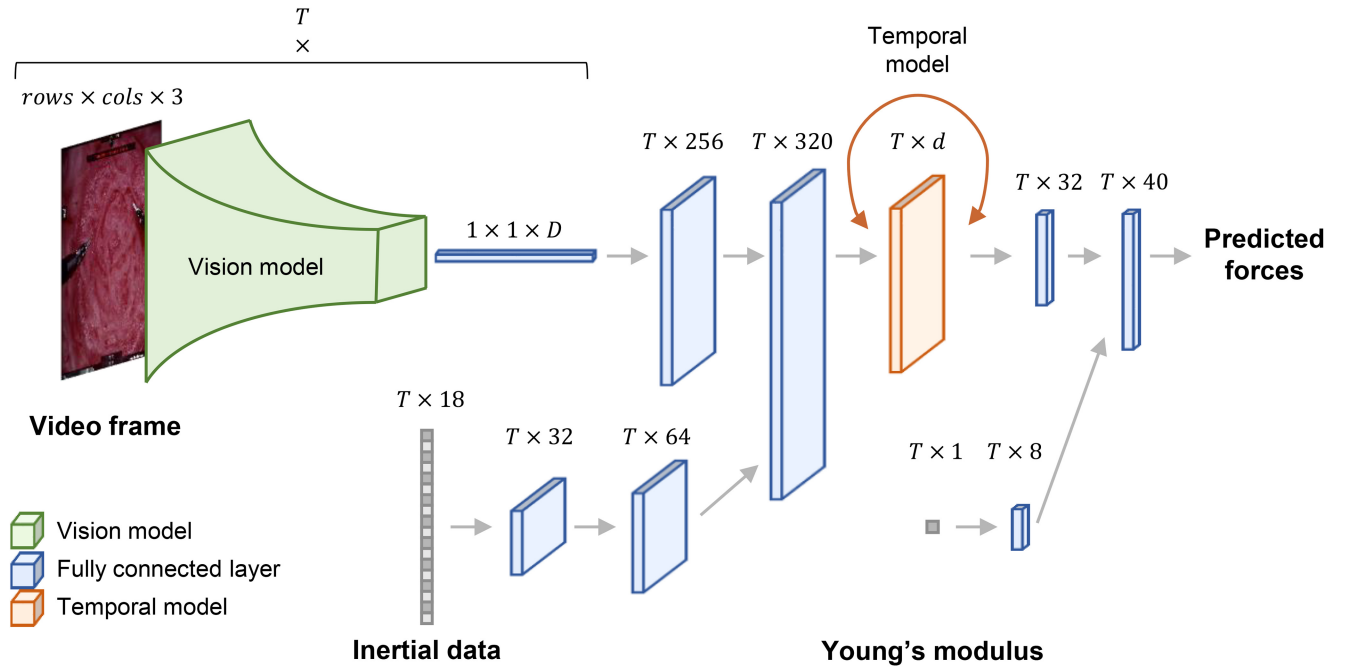 T
×
rows × cols × 3
Vision model
1 × 1 × D
T × 256
T × 320
Temporal
model
T × d
T × 32
T × 40
Predicted
forces
Video frame
T × 18
T × 32
T × 64
T × 1
T × 8
Vision model
Fully connected layer
Temporal model
Inertial data
Young’s modulus